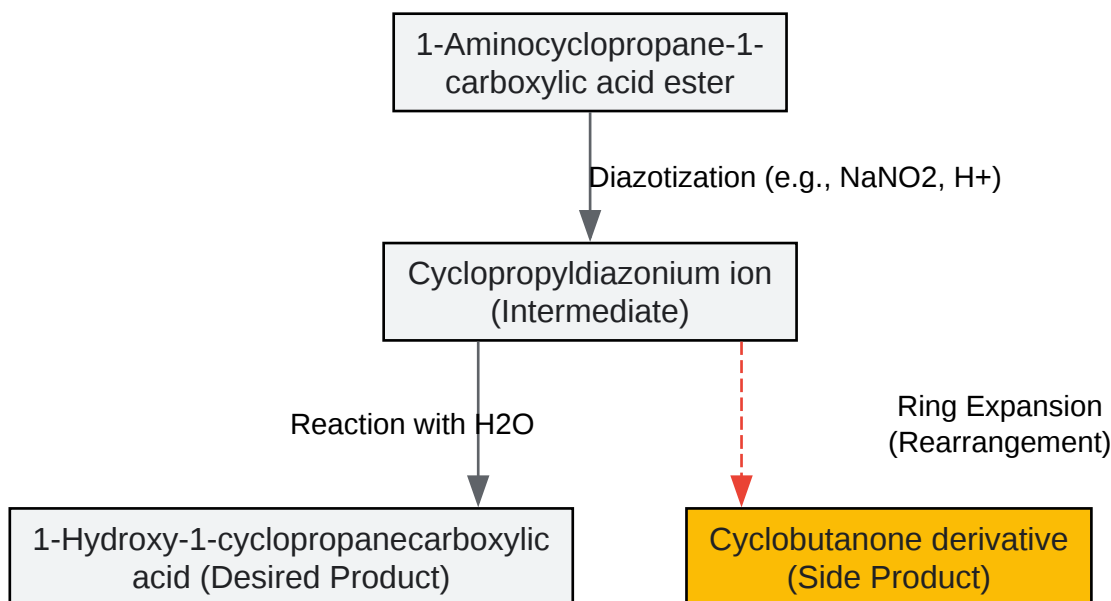 1-Aminocyclopropane-1-
carboxylic acid ester
Diazotization (e.g., NaNO2, H+)
Cyclopropyldiazonium ion
(Intermediate)
Reaction with H2O
Ring Expansion
(Rearrangement)
1-Hydroxy-1-cyclopropanecarboxylic
acid (Desired Product)
Cyclobutanone derivative
(Side Product)